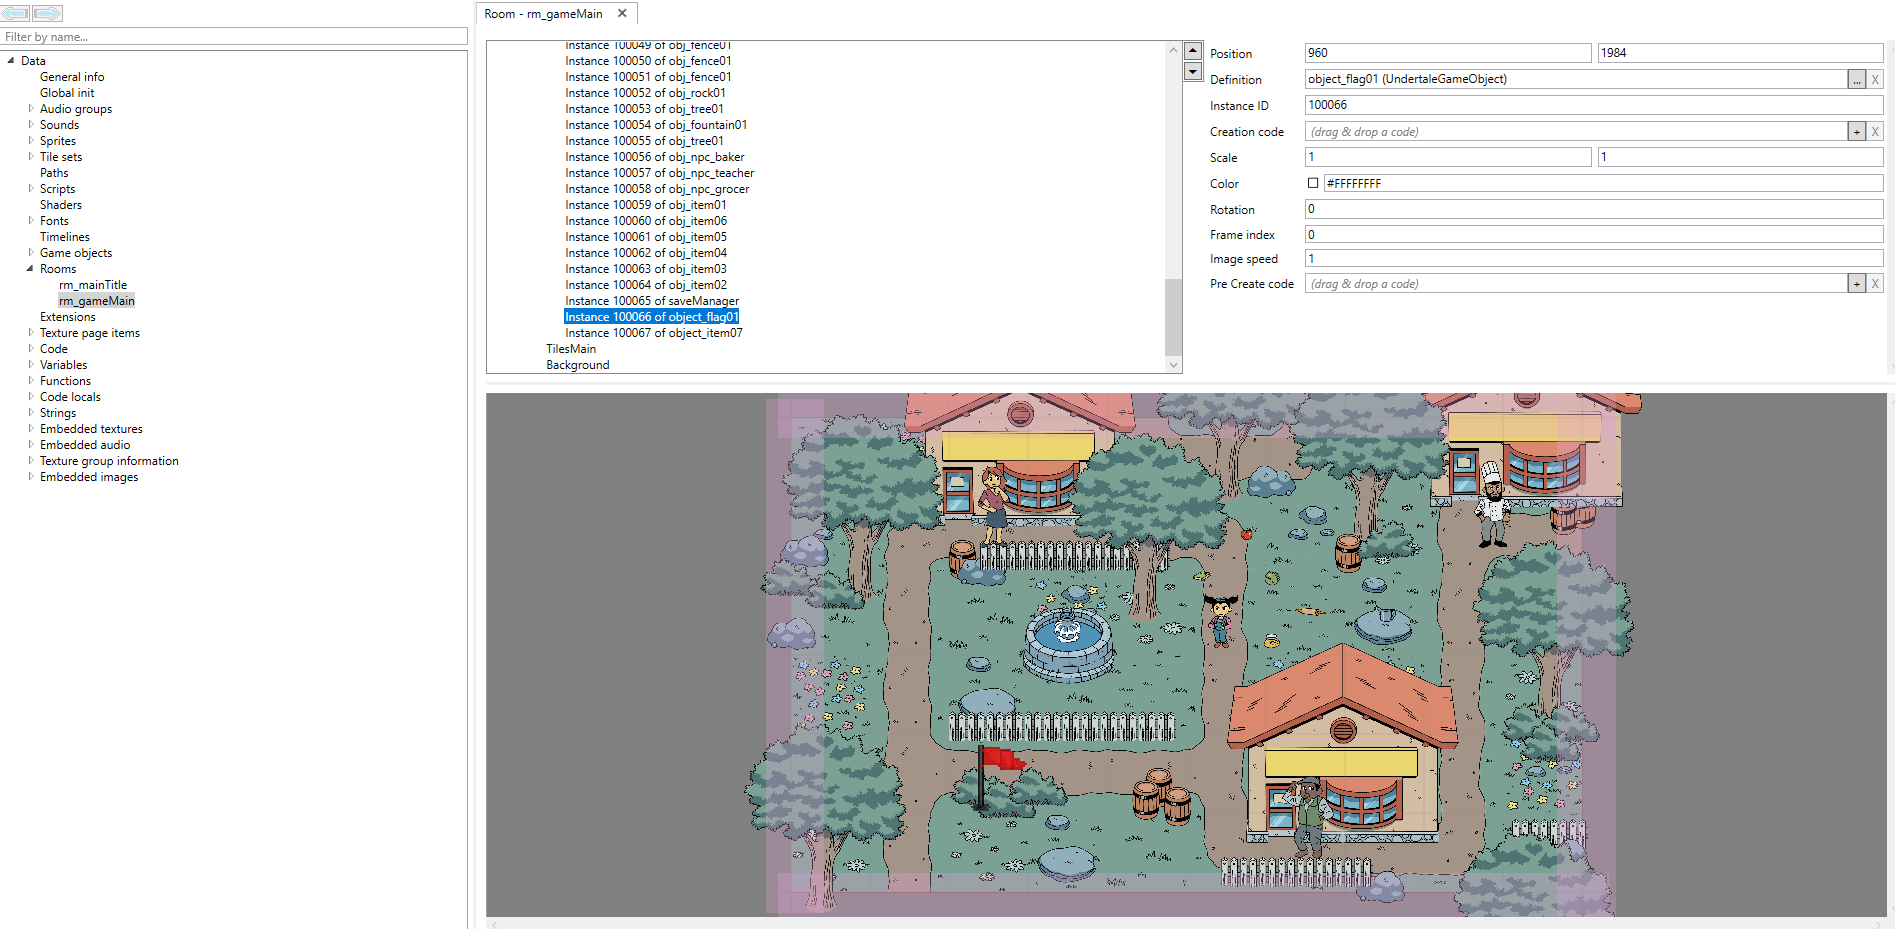 Filter by name...
Data
General info
Global init
Audio groups
Sounds
Sprites
Tile sets
Paths
Scripts
Shaders
Fonts
Timelines
Game objects
Rooms
rm_mainTitle
rm_gameMain
Extensions
Texture page items
Code
Variables
Functions
Code locals
Strings
Embedded textures
Embedded audio
Texture group information
Embedded images
Room - rm_gameMain
Instance 100049 of obj_fence01
Instance 100050 of obj_fence01
Instance 100051 of obj_fence01
Instance 100052 of obj_rock01
Instance 100053 of obj_tree01
Instance 100054 of obj_fountain01
Instance 100055 of obj_tree01
Instance 100056 of obj_npc_baker
Instance 100057 of obj_npc_teacher
Instance 100058 of obj_npc_grocer
Instance 100059 of obj_item01
Instance 100060 of obj_item06
Instance 100061 of obj_item05
Instance 100062 of obj_item04
Instance 100063 of obj_item03
Instance 100064 of obj_item02
Instance 100065 of saveManager
Instance 100066 of object_flag01
Instance 100067 of object_item07
TilesMain
Background
Position 960 1984
Definition object_flag01 (UndertaleGameObject) ... X
Instance ID 100066
Creation code (drag & drop a code) + X
Scale 1 1
Color #FFFFFFFF
Rotation 0
Frame index 0
Image speed 1
Pre Create code (drag & drop a code) + X